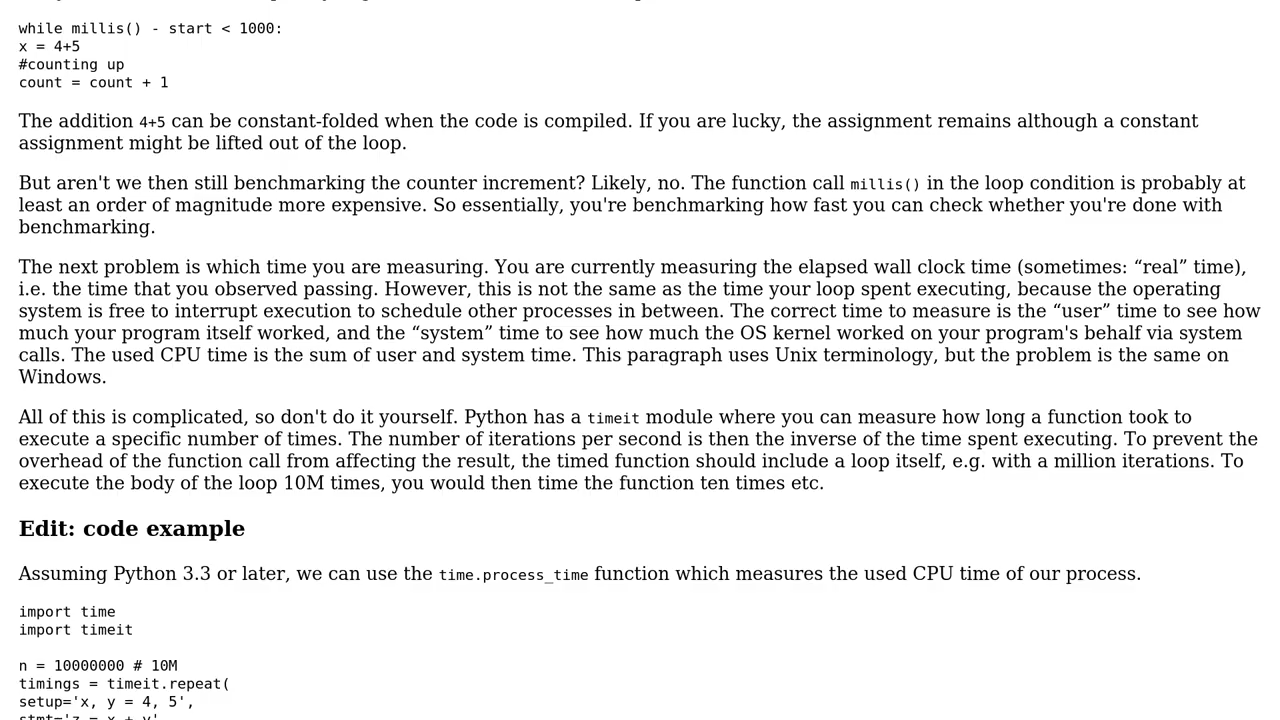 while millis() - start < 1000:
x = 4+5
#counting up
count = count + 1
The addition 4+5 can be constant-folded when the code is compiled. If you are lucky, the assignment remains although a constant
assignment might be lifted out of the loop.
But aren't we then still benchmarking the counter increment? Likely, no. The function call millis() in the loop condition is probably at
least an order of magnitude more expensive. So essentially, you're benchmarking how fast you can check whether you're done with
benchmarking.
The next problem is which time you are measuring. You are currently measuring the elapsed wall clock time (sometimes: “real” time),
i.e. the time that you observed passing. However, this is not the same as the time your loop spent executing, because the operating
system is free to interrupt execution to schedule other processes in between. The correct time to measure is the “user” time to see how
much your program itself worked, and the “system” time to see how much the OS kernel worked on your program's behalf via system
calls. The used CPU time is the sum of user and system time. This paragraph uses Unix terminology, but the problem is the same on
Windows.
All of this is complicated, so don't do it yourself. Python has a timeit module where you can measure how long a function took to
execute a specific number of times. The number of iterations per second is then the inverse of the time spent executing. To prevent the
overhead of the function call from affecting the result, the timed function should include a loop itself, e.g. with a million iterations. To
execute the body of the loop 10M times, you would then time the function ten times etc.
Edit: code example
Assuming Python 3.3 or later, we can use the time.process_time function which measures the used CPU time of our process.
import time
import timeit
n = 10000000 # 10M
timings = timeit.repeat(
setup='x, y = 4, 5',
stmt='z = x + y'